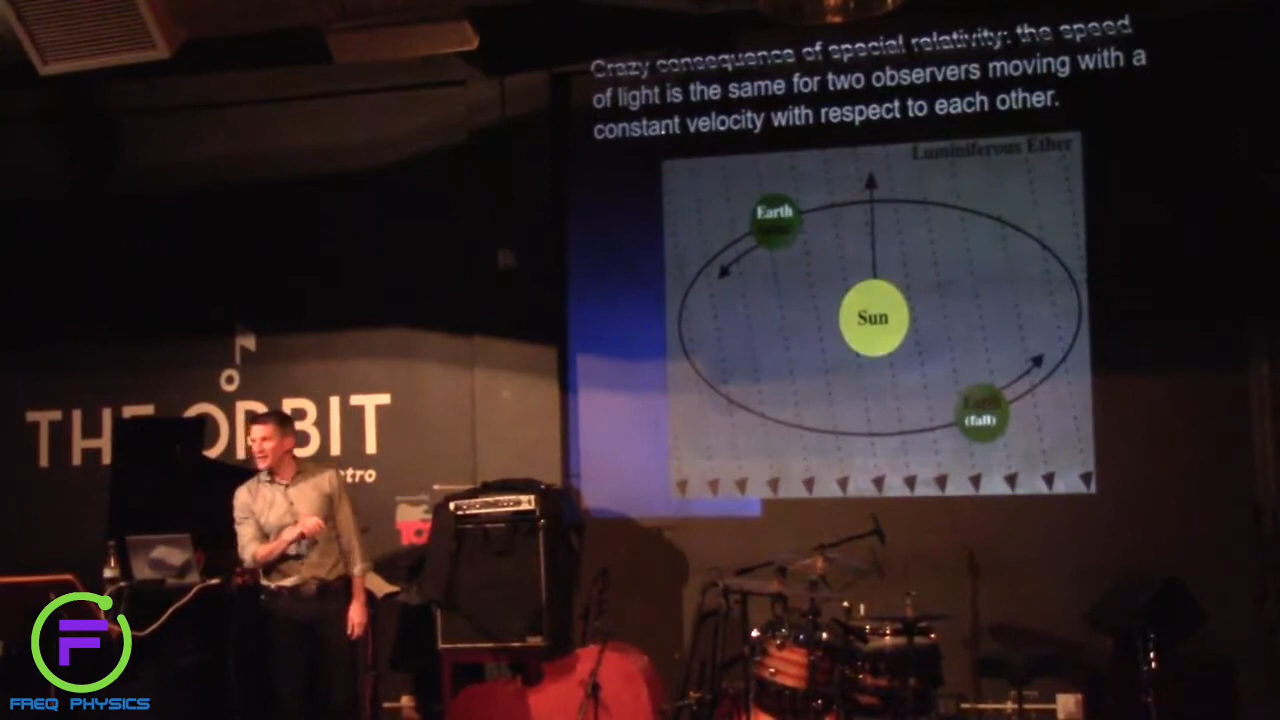 Crazy consequence of special relativity: the speed
of light is the same for two observers moving with a
constant velocity with respect to each other.
Luminiferous Ether
Earth
Sun
Earth
(fall)
THE ORBIT
etro
FREQ PHYSICS